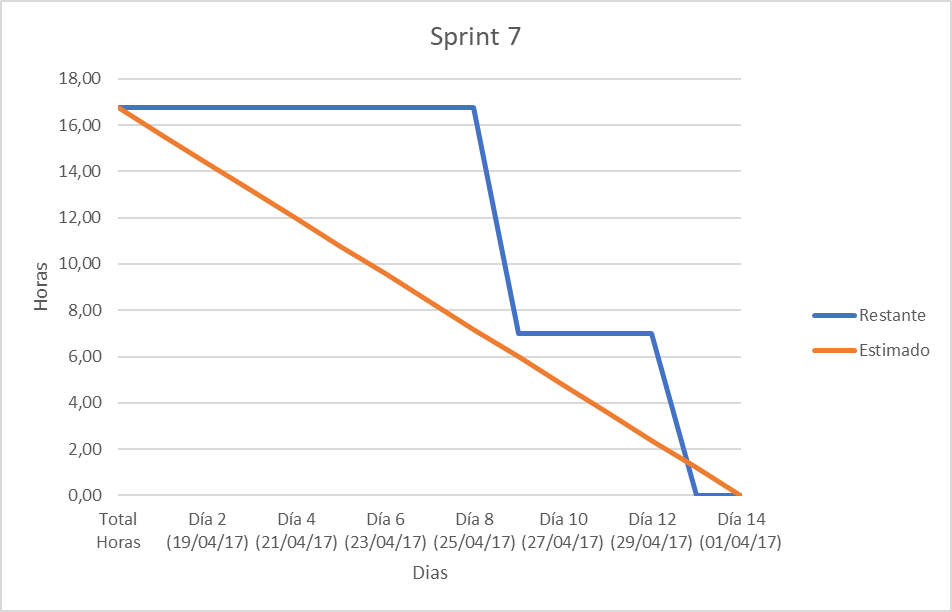 Sprint 7
18,00
16,00
14,00
12,00
10,00
8,00
6,00
4,00
2,00
0,00
Horas
Total Horas
Día 2 (19/04/17)
Día 4 (21/04/17)
Día 6 (23/04/17)
Día 8 (25/04/17)
Día 10 (27/04/17)
Día 12 (29/04/17)
Día 14 (01/04/17)
Dias
Restante
Estimado